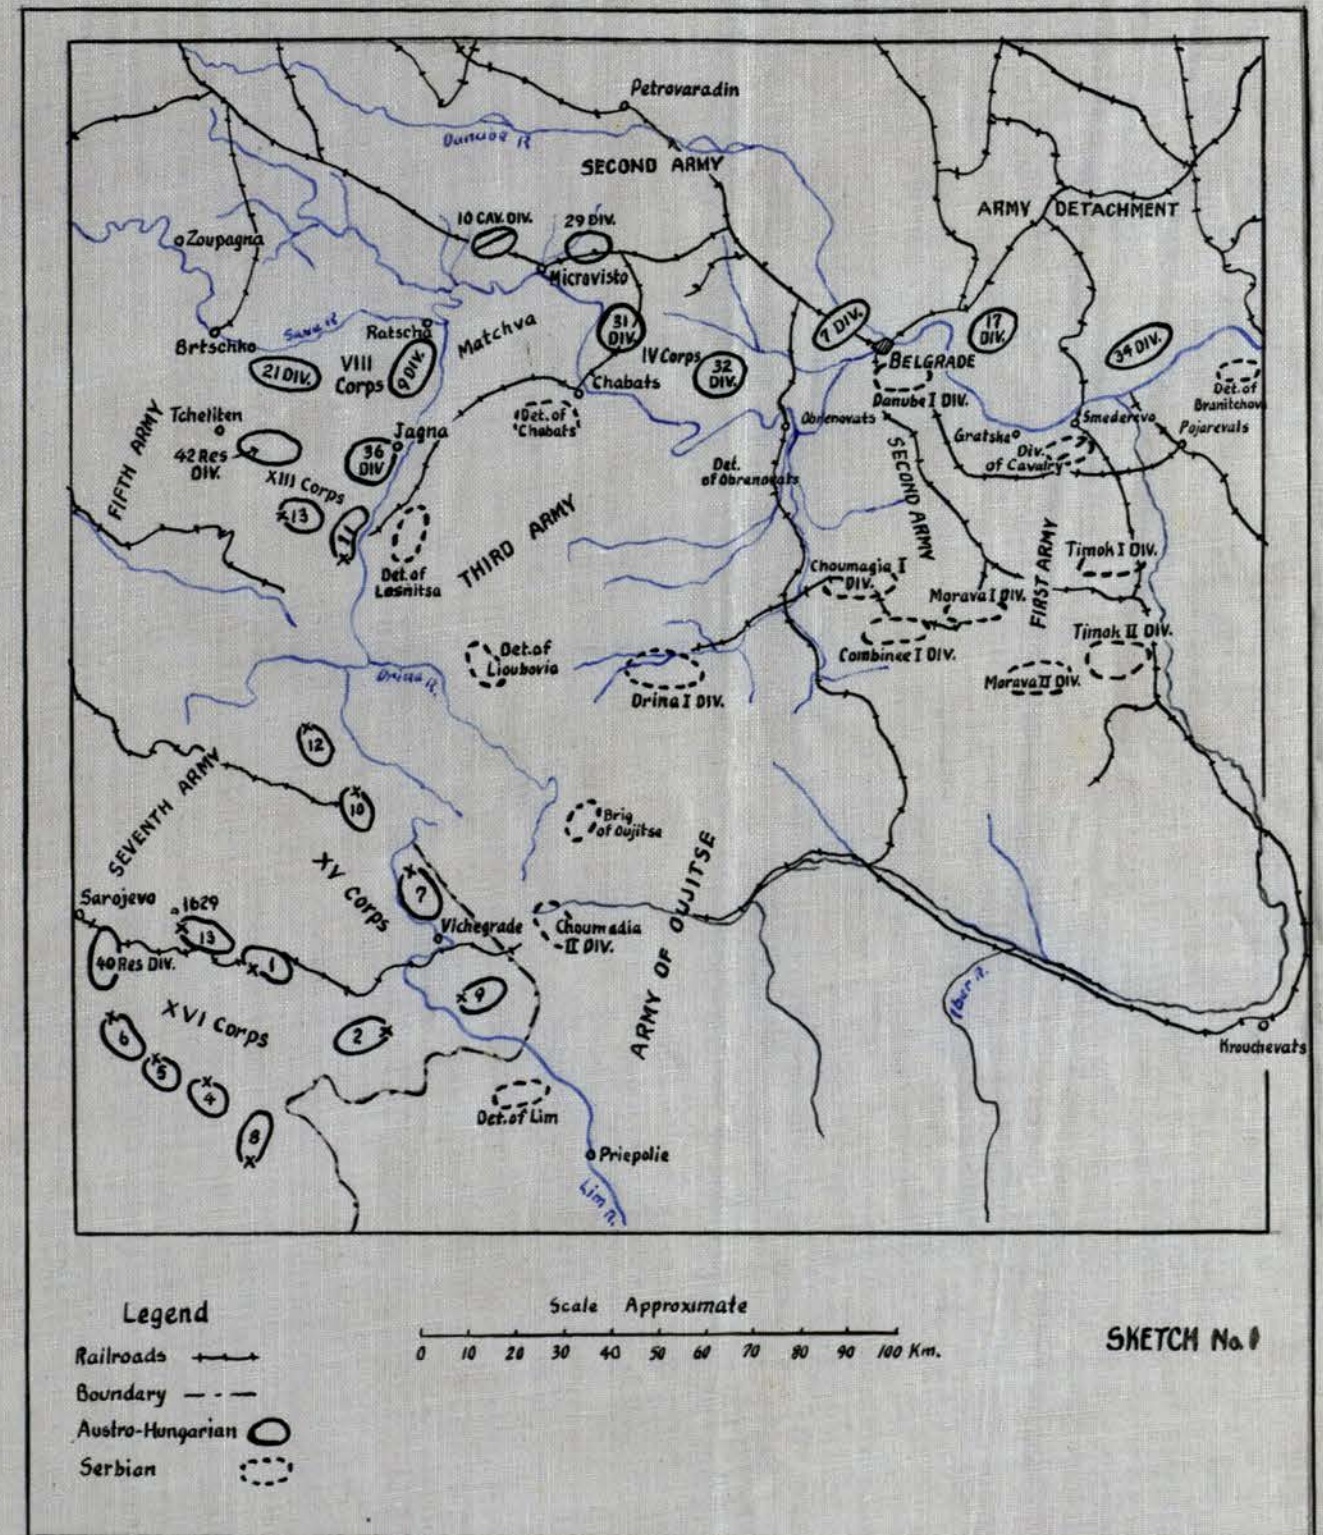 Petrovaradin
Danube R
SECOND ARMY
ARMY DETACHMENT
10 CAV. DIV.
29 DIV.
Zoupagna
Microvisto
Brtschko
Sava R
Ratscha
Matchva
31
DIV.
7 DIV.
17
DIV.
34 DIV.
21 DIV.
VIII
Corps
9 DIV.
IV Corps
32
DIV.
BELGRADE
Chabats
Det. of
Branitchov
Det. of
Chabats
Danube I DIV.
Tcheliten
FIFTH ARMY
Jagna
Obrenovats
Smederevo
Pojarevats
Gratska
Div.
of Cavalry
42 Res
DIV.
36
DIV
SECOND ARMY
Det.
of Obrenovats
XIII Corps
13
11
Det. of
Lesnitsa
THIRD ARMY
FIRST ARMY
Timok I DIV.
Choumagia I
DIV.
Morava I DIV.
Timok II DIV.
Combinee I DIV.
Det. of
Lioubovia
Drina R.
Drina I DIV.
Morava II DIV.
12
SEVENTH ARMY
10
Brig
of Oujitse
XV Corps
7
ARMY OF OUJITSE
Sarajevo
1629
13
Vichegrade
Choumadia
II DIV.
40 Res DIV.
1
9
Iber R.
XVI Corps
6
2
5
4
8
Krouchevats
Det. of Lim
Priepolie
Lim R.
Legend
Railroads
Boundary
Austro-Hungarian
Serbian
Scale Approximate
0 10 20 30 40 50 60 70 80 90 100 Km.
SKETCH No. 1